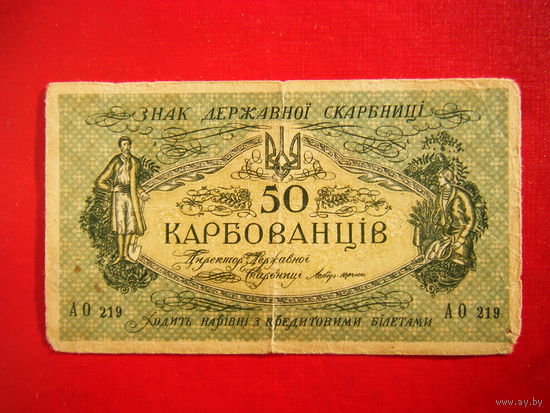 ЗНАК ДЕРЖАВНОЇ СКАРБНИЦІ
50
КАРБОВАНЦІВ
Директор Державної
Скарбниці
АО 219
АО 219
Ходить нарівні з кредитовими білетами
www.ay.by